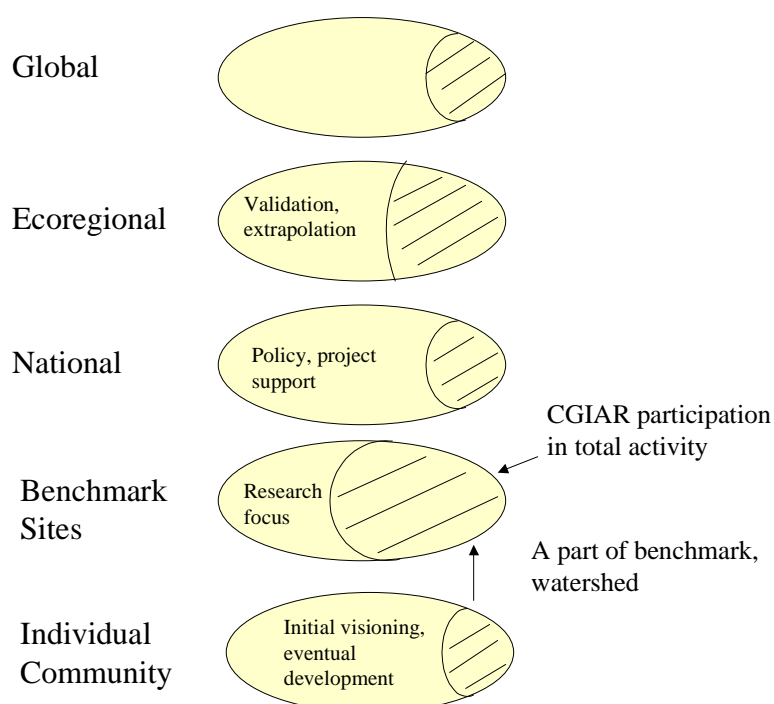 Global
Ecoregional
Validation,
extrapolation
National
Policy, project
support
CGIAR participation
in total activity
Benchmark
Sites
Research
focus
A part of benchmark,
watershed
Individual
Community
Initial visioning,
eventual
development